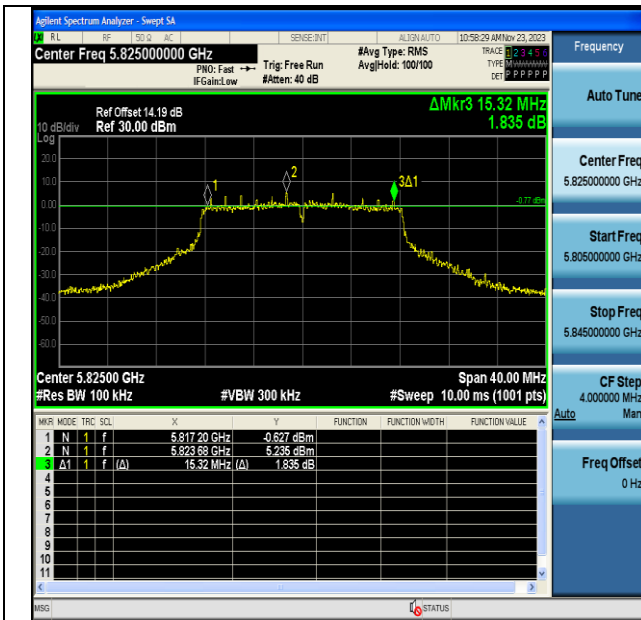 Agilent Spectrum Analyzer - Swept SA
RL RF 50 Ω AC SENSE:INT ALIGN AUTO 10:58:29 AM Nov 23, 2023
Center Freq 5.825000000 GHz
#Avg Type: RMS
TRACE 1 2 3 4 5 6
PNO: Fast Trig: Free Run Avg|Hold: 100/100
TYPE MWWWWW
IFGain:Low #Atten: 40 dB
DET P P P P P P
Frequency
Auto Tune
ΔMkr3 15.32 MHz
1.835 dB
Ref Offset 14.19 dB
10 dB/div Ref 30.00 dBm
Log
20.0
10.0
0.00
-10.0
-20.0
-30.0
-40.0
-50.0
-60.0
1
2
3Δ1
-0.77 dBm
Center Freq
5.825000000 GHz
Start Freq
5.805000000 GHz
Stop Freq
5.845000000 GHz
Center 5.82500 GHz Span 40.00 MHz
#Res BW 100 kHz #VBW 300 kHz #Sweep 10.00 ms (1001 pts)
CF Step
4.000000 MHz
Auto Man
MKR MODE TRC SCL X Y FUNCTION FUNCTION WIDTH FUNCTION VALUE
1 N 1 f 5.817 20 GHz -0.627 dBm
2 N 1 f 5.823 68 GHz 5.235 dBm
3 Δ1 1 f (Δ) 15.32 MHz (Δ) 1.835 dB
4
5
6
7
8
9
10
11
Freq Offset
0 Hz
MSG STATUS